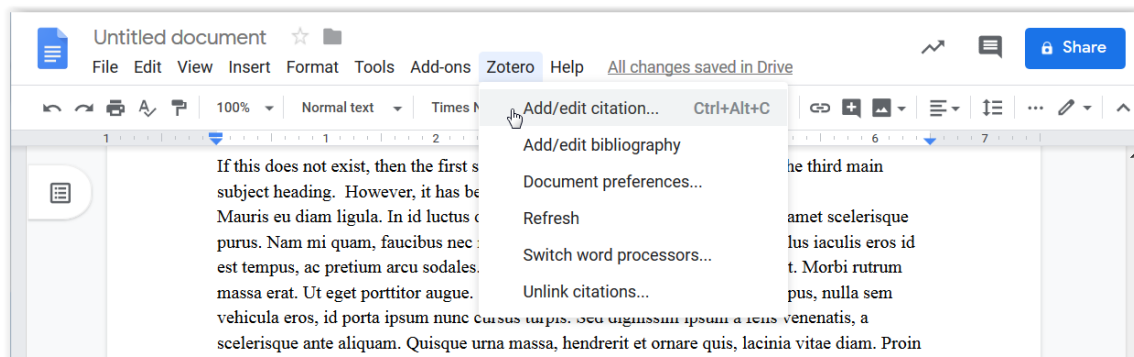 Untitled document
File Edit View Insert Format Tools Add-ons Zotero Help All changes saved in Drive
Share
100% Normal text Times N
Add/edit citation... Ctrl+Alt+C
Add/edit bibliography
Document preferences...
Refresh
Switch word processors...
Unlink citations...
1 1 2 6 7
If this does not exist, then the first s he third main
subject heading. However, it has be
Mauris eu diam ligula. In id luctus amet scelerisque
purus. Nam mi quam, faucibus nec lus iaculis eros id
est tempus, ac pretium arcu sodales. t. Morbi rutrum
massa erat. Ut eget porttitor augue. pus, nulla sem
vehicula eros, id porta ipsum nunc cursus turpis. Sed dignissim ipsum a felis venenatis, a
scelerisque ante aliquam. Quisque urna massa, hendrerit et ornare quis, lacinia vitae diam. Proin